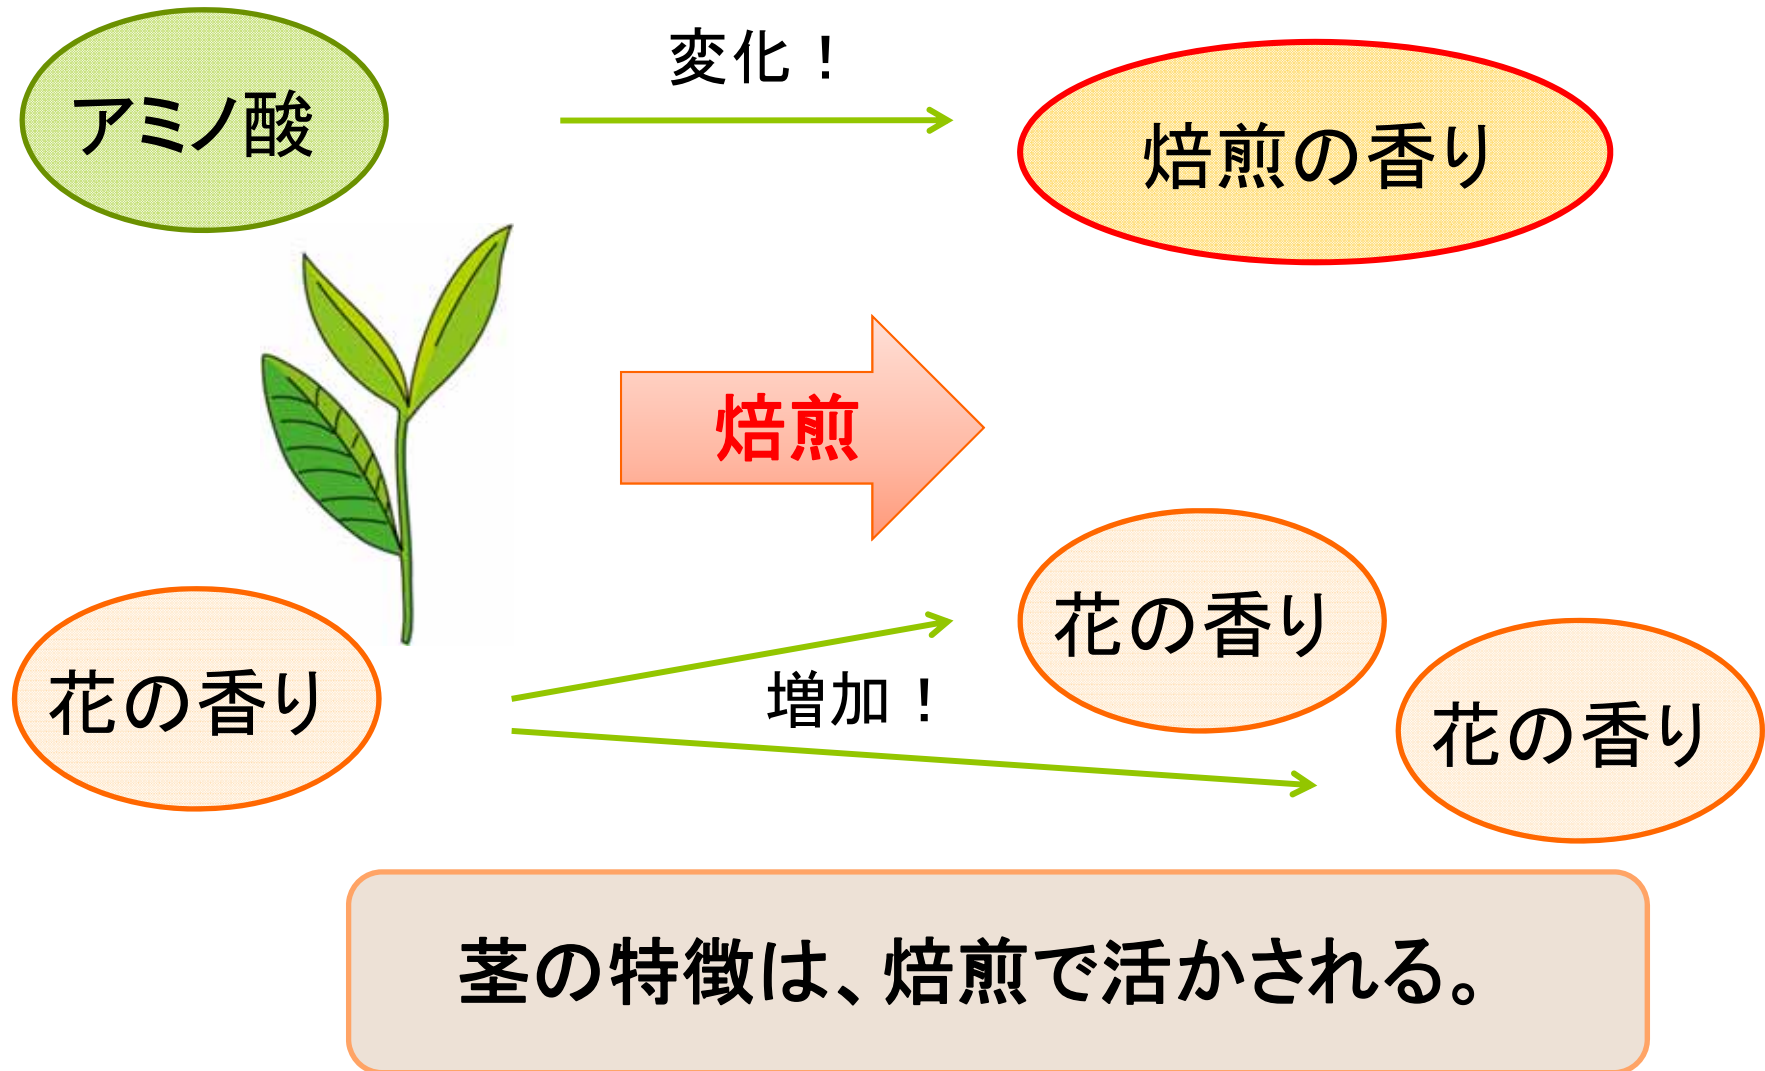 アミノ酸
変化！
焙煎の香り
焙煎
花の香り
増加！
花の香り
花の香り
茎の特徴は、焙煎で活かされる。